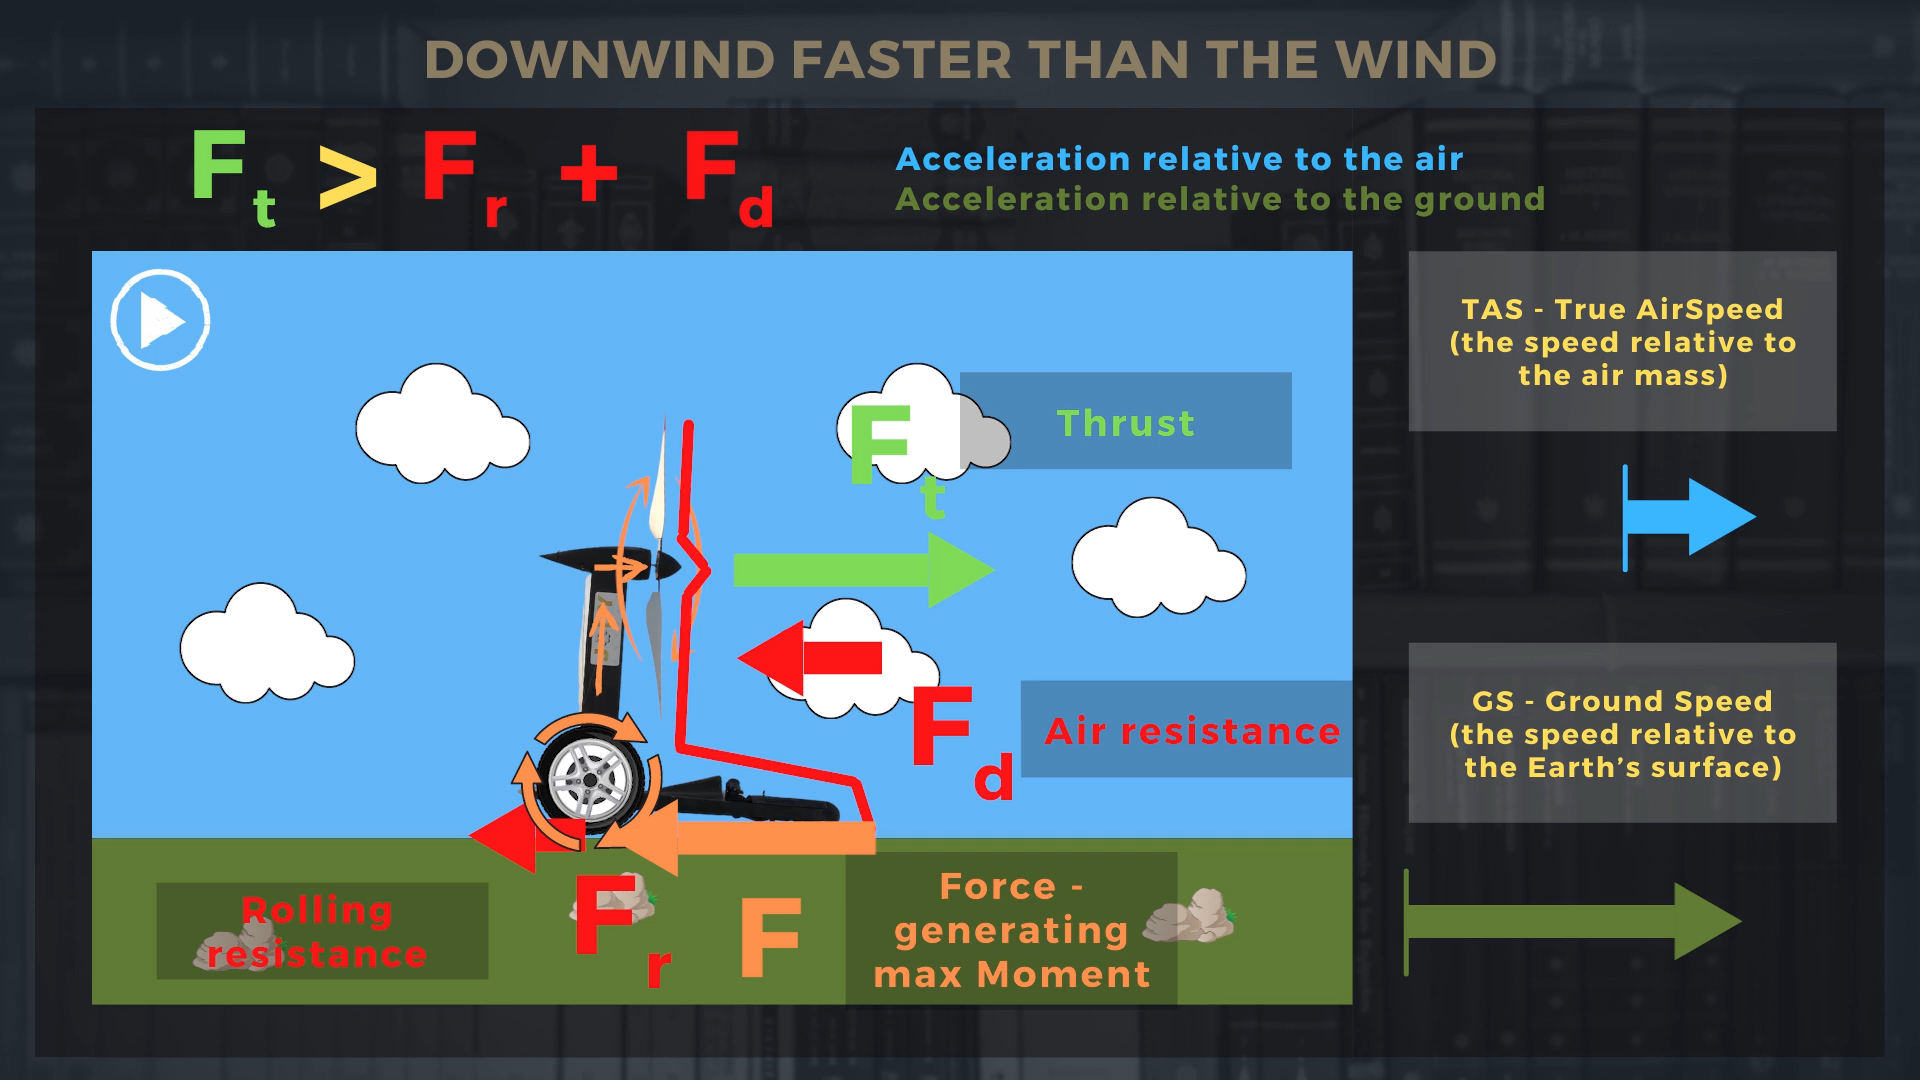 DOWNWIND FASTER THAN THE WIND
Ft > Fr + Fd
Acceleration relative to the air
Acceleration relative to the ground
TAS - True AirSpeed
(the speed relative to
the air mass)
Ft
Thrust
Fd
Air resistance
GS - Ground Speed
(the speed relative to
the Earth's surface)
Rolling
resistance
Fr
F
Force -
generating
max Moment